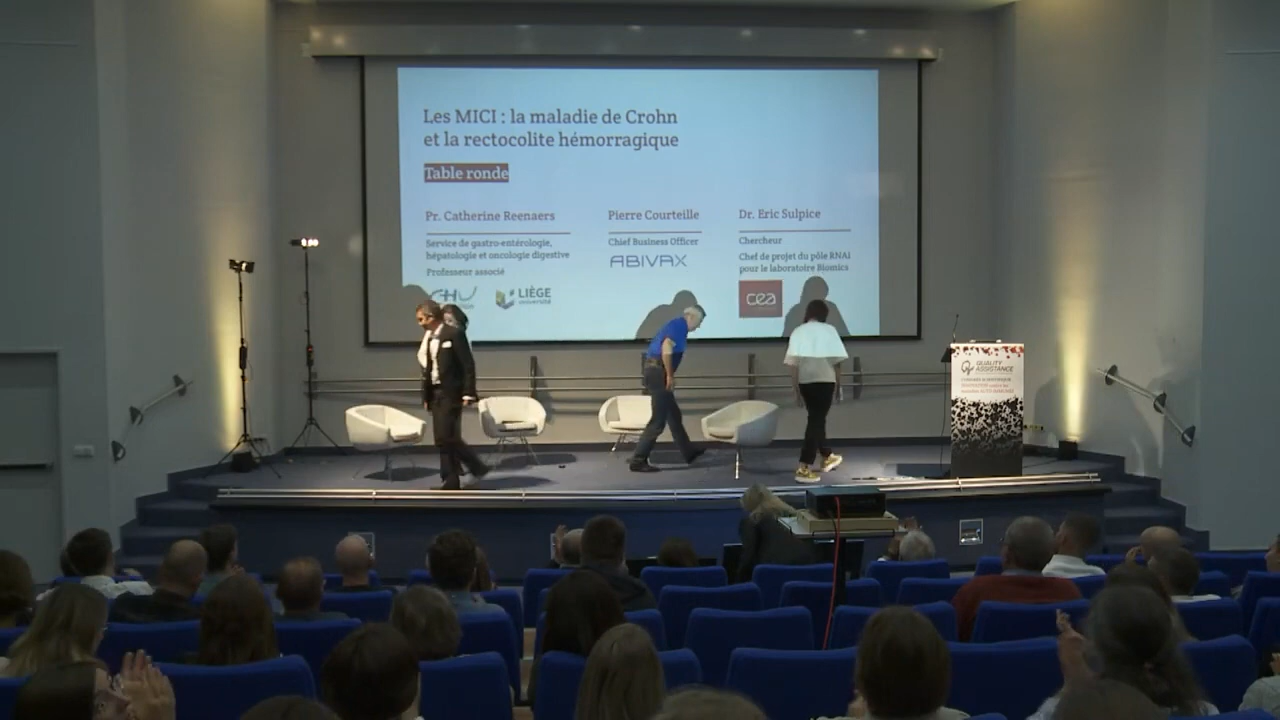 Les MICI : la maladie de Crohn
et la rectocolite hémorragique
Table ronde
Pr. Catherine Reenaers
Service de gastro-entérologie,
hépatologie et oncologie digestive
Professeur associé
LIÈGE
université
Pierre Courteille
Chief Business Officer
ABIVAX
Dr. Eric Sulpice
Chercheur
Chef de projet du pôle RNAi
pour le laboratoire Biomics
cea
QUALITY
ASSISTANCE